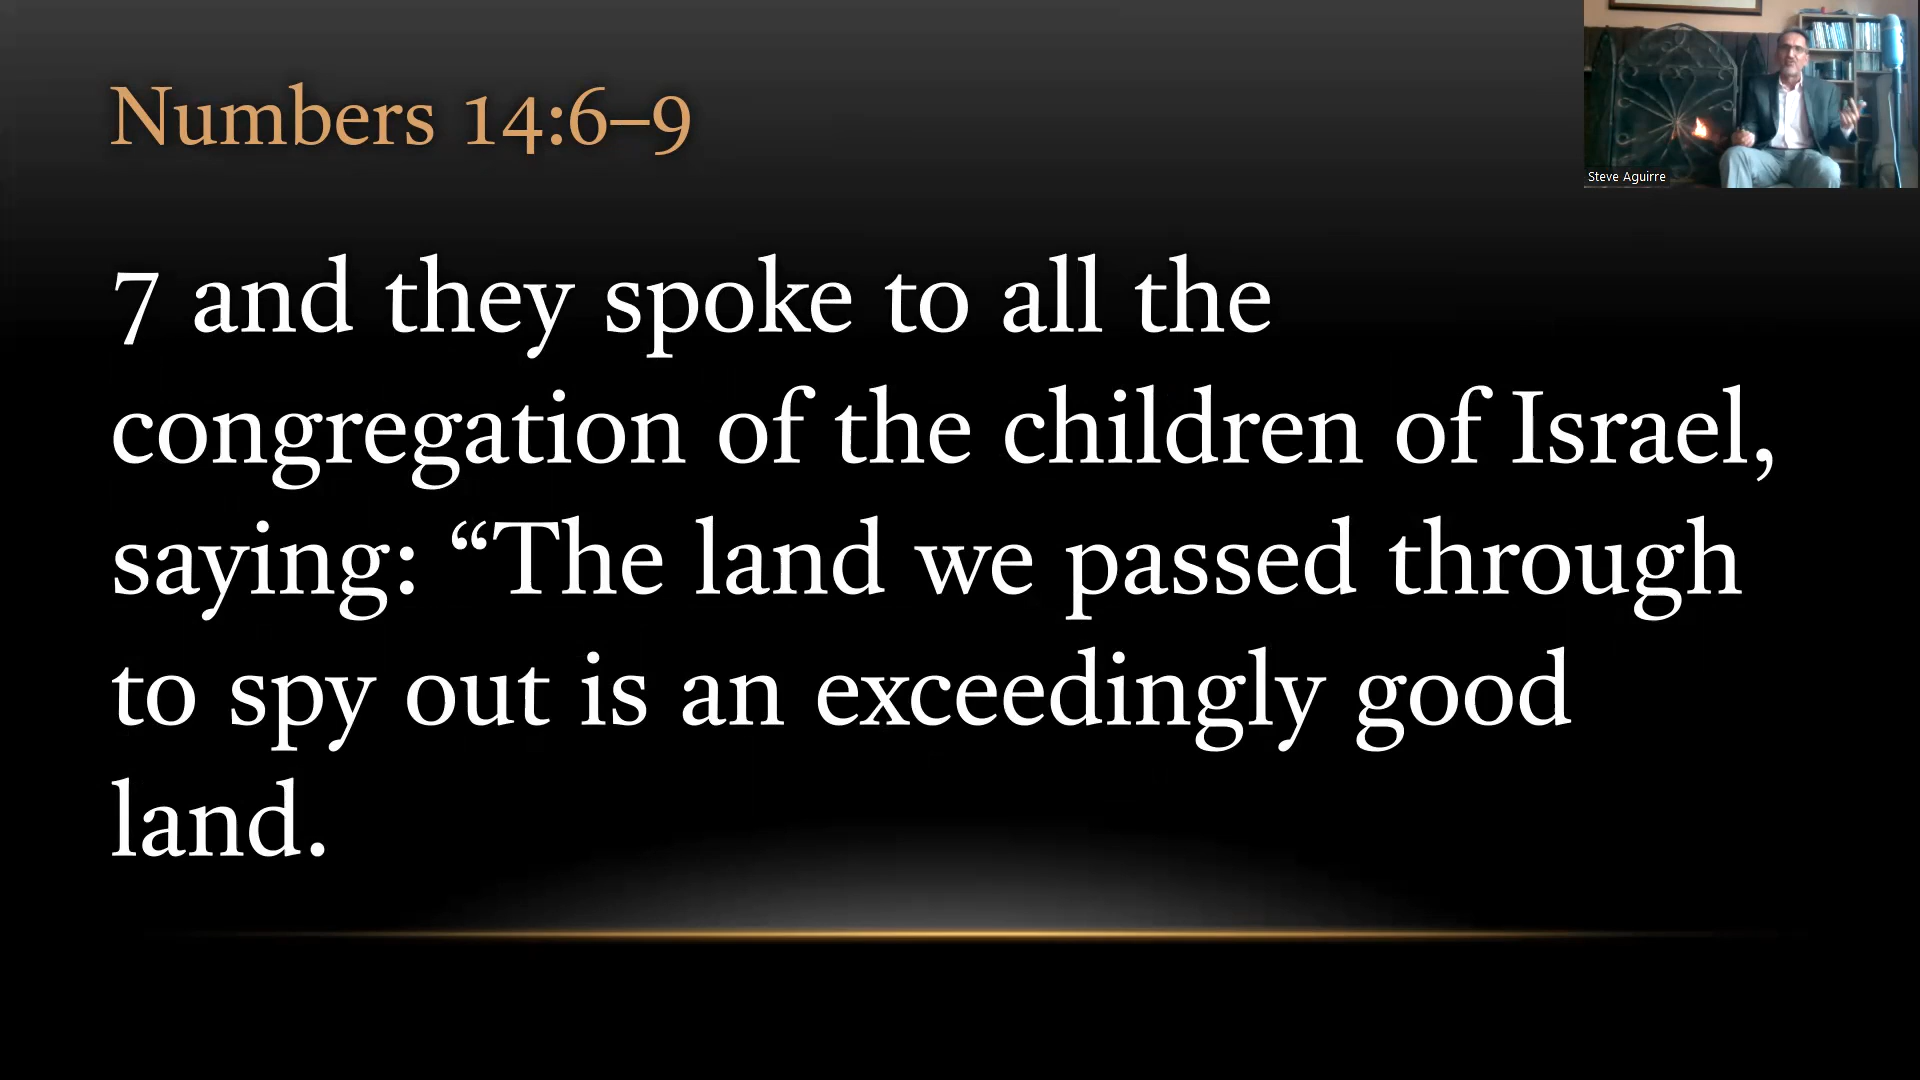 Numbers 14:6–9
Steve Aguirre
7 and they spoke to all the
congregation of the children of Israel,
saying: “The land we passed through
to spy out is an exceedingly good
land.